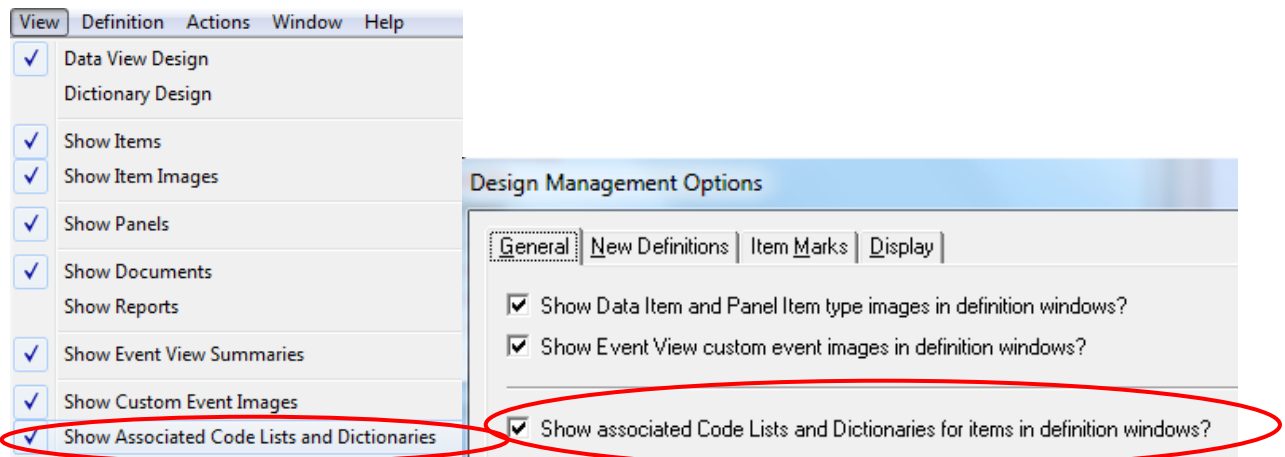 View Definition Actions Window Help
Data View Design
Dictionary Design
Show Items
Show Item Images
Show Panels
Show Documents
Show Reports
Show Event View Summaries
Show Custom Event Images
Show Associated Code Lists and Dictionaries
Design Management Options
General New Definitions Item Marks Display
Show Data Item and Panel Item type images in definition windows?
Show Event View custom event images in definition windows?
Show associated Code Lists and Dictionaries for items in definition windows?